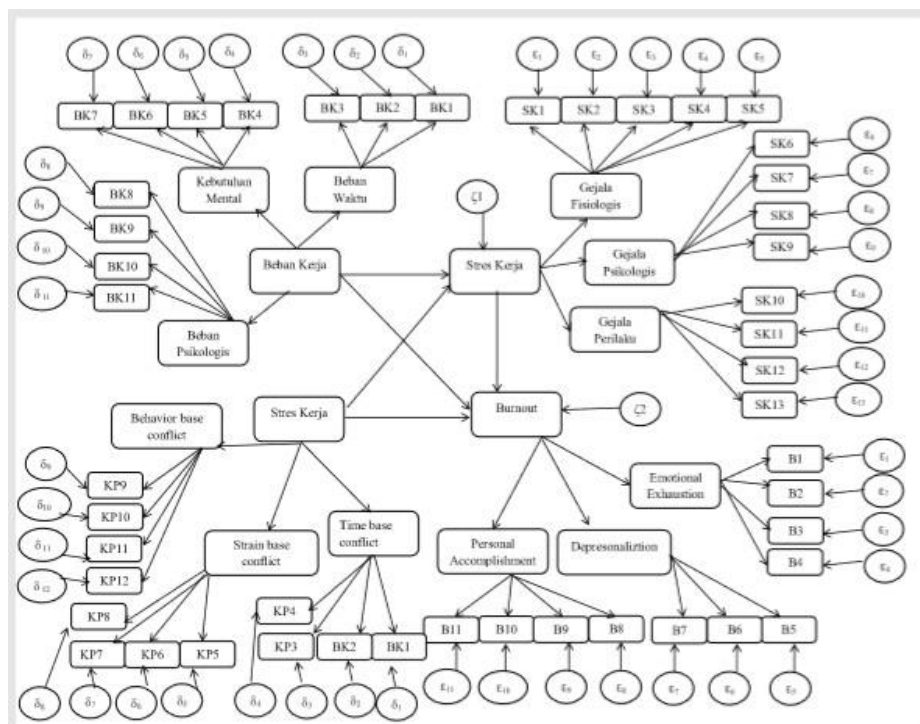 δ7 δ6 δ5 δ4 δ3 δ2 δ1 ε1 ε2 ε3 ε4 ε5
BK7 BK6 BK5 BK4 BK3 BK2 BK1 SK1 SK2 SK3 SK4 SK5
δ8 BK8
δ9 BK9
δ10 BK10
δ11 BK11
Kebutuhan
Mental
Beban
Waktu
ζ1
Gejala
Fisiologis
SK6
SK7 ε7
SK8 ε8
SK9
Beban Kerja
Stres Kerja
Gejala
Psikologis
Beban
Psikologis
Gejala
Perilaku
SK10 ε10
SK11 ε11
SK12 ε12
SK13 ε13
Behavior base
conflict
Stres Kerja
Burnout
ζ2
δ9 KP9
δ10 KP10
δ11 KP11
δ12 KP12
Strain base
conflict
Time base
conflict
Personal
Accomplishment
Depresonaliztion
Emotional
Exhaustion
B1 ε1
B2 ε2
B3 ε3
B4 ε4
KP8
KP7 KP6 KP5
KP4
KP3 BK2 BK1
B11 B10 B9 B8 B7 B6 B5
δ8 δ7 δ6 δ5 δ4 δ3 δ2 δ1 ε11 ε10 ε9 ε8 ε7 ε6 ε5